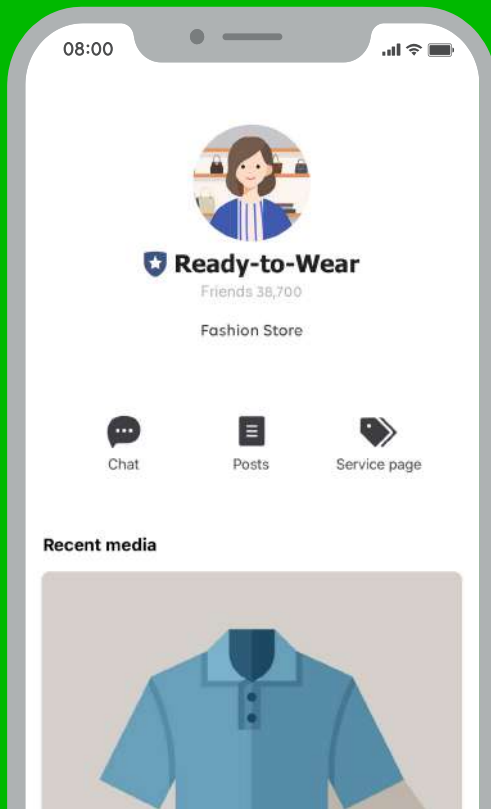 08:00
Ready-to-Wear
Friends 38,700
Fashion Store
Chat
Posts
Service page
Recent media